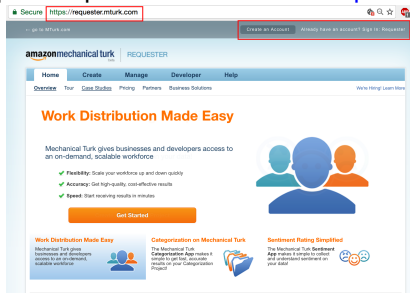 Secure https://requester.mturk.com
← go to MTurk.com
Create an Account
Already have an account? Sign in: Requester
amazonmechanical turk
REQUESTER
Home Create Manage Developer Help
Overview Tour Case Studies Pricing Partners Business Solutions
We're Hiring! Learn More
Work Distribution Made Easy
Mechanical Turk gives businesses and developers access to
an on-demand, scalable workforce
Flexibility: Scale your workforce up and down quickly
Accuracy: Get high-quality, cost-effective results
Speed: Start receiving results in minutes
Get Started
Work Distribution Made Easy
Mechanical Turk gives
businesses and developers
access to an on-demand,
scalable workforce
Categorization on Mechanical Turk
The Mechanical Turk
Categorization App makes it
simple to get fast, accurate
results on your Categorization
Project!
Sentiment Rating Simplified
The Mechanical Turk Sentiment
App makes it simple to collect
and understand sentiment on
your data!